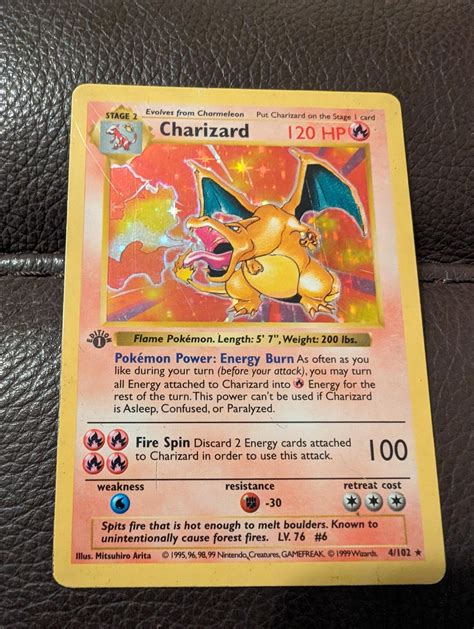 Evolves from Charmeleon Put Charizard on the Stage 1 card
STAGE 2
Charizard 120 HP
EDITION
1
Flame Pokémon. Length: 5' 7", Weight: 200 lbs.
Pokémon Power: Energy Burn As often as you
like during your turn (before your attack), you may turn
all Energy attached to Charizard into Energy for the
rest of the turn. This power can't be used if Charizard
is Asleep, Confused, or Paralyzed.
Fire Spin Discard 2 Energy cards attached
to Charizard in order to use this attack.
100
weakness resistance retreat cost
-30
Spits fire that is hot enough to melt boulders. Known to
unintentionally cause forest fires. LV. 76 #6
Illus. Mitsuhiro Arita © 1995, 96, 98, 99 Nintendo, Creatures, GAMEFREAK. © 1999 Wizards. 4/102